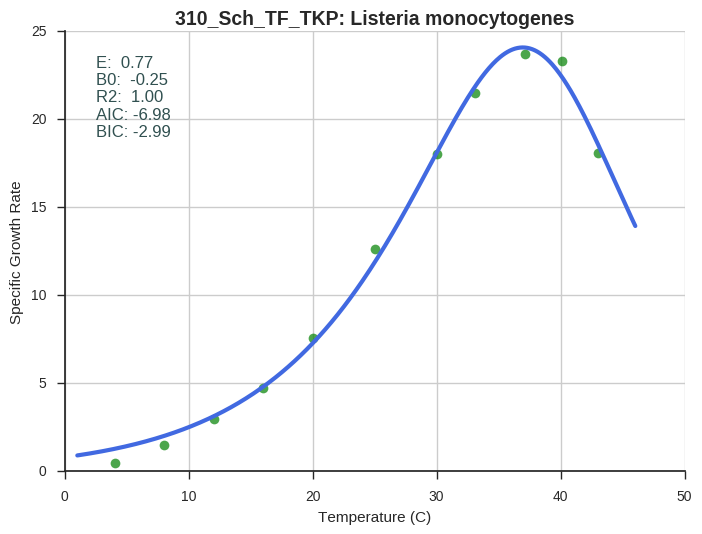 310_Sch_TF_TKP: Listeria monocytogenes
E:  0.77
B0:  -0.25
R2:  1.00
AIC: -6.98
BIC: -2.99
Specific Growth Rate
25
20
15
10
5
0
0 10 20 30 40 50
Temperature (C)